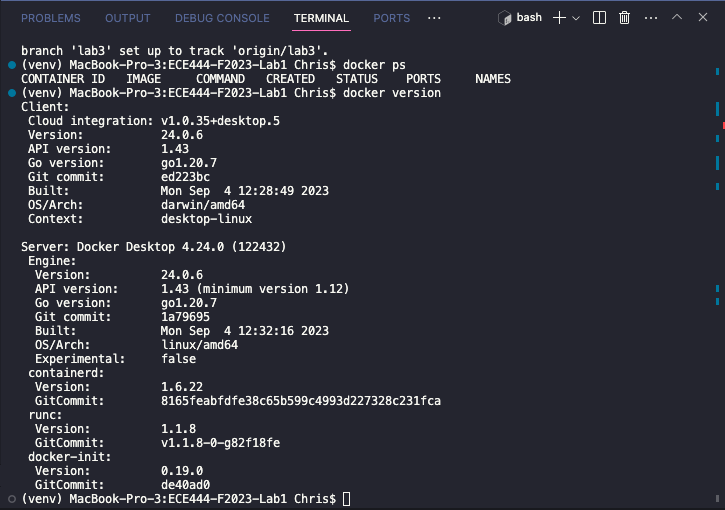 PROBLEMS OUTPUT DEBUG CONSOLE TERMINAL PORTS ··· bash
branch 'lab3' set up to track 'origin/lab3'.
(venv) MacBook-Pro-3:ECE444-F2023-Lab1 Chris$ docker ps
CONTAINER ID   IMAGE     COMMAND   CREATED   STATUS    PORTS     NAMES
(venv) MacBook-Pro-3:ECE444-F2023-Lab1 Chris$ docker version
Client:
 Cloud integration: v1.0.35+desktop.5
 Version:           24.0.6
 API version:       1.43
 Go version:        go1.20.7
 Git commit:        ed223bc
 Built:             Mon Sep  4 12:28:49 2023
 OS/Arch:           darwin/amd64
 Context:           desktop-linux
Server: Docker Desktop 4.24.0 (122432)
 Engine:
  Version:          24.0.6
  API version:      1.43 (minimum version 1.12)
  Go version:       go1.20.7
  Git commit:       1a79695
  Built:            Mon Sep  4 12:32:16 2023
  OS/Arch:          linux/amd64
  Experimental:     false
 containerd:
  Version:          1.6.22
  GitCommit:        8165feabfdfe38c65b599c4993d227328c231fca
 runc:
  Version:          1.1.8
  GitCommit:        v1.1.8-0-g82f18fe
 docker-init:
  Version:          0.19.0
  GitCommit:        de40ad0
(venv) MacBook-Pro-3:ECE444-F2023-Lab1 Chris$